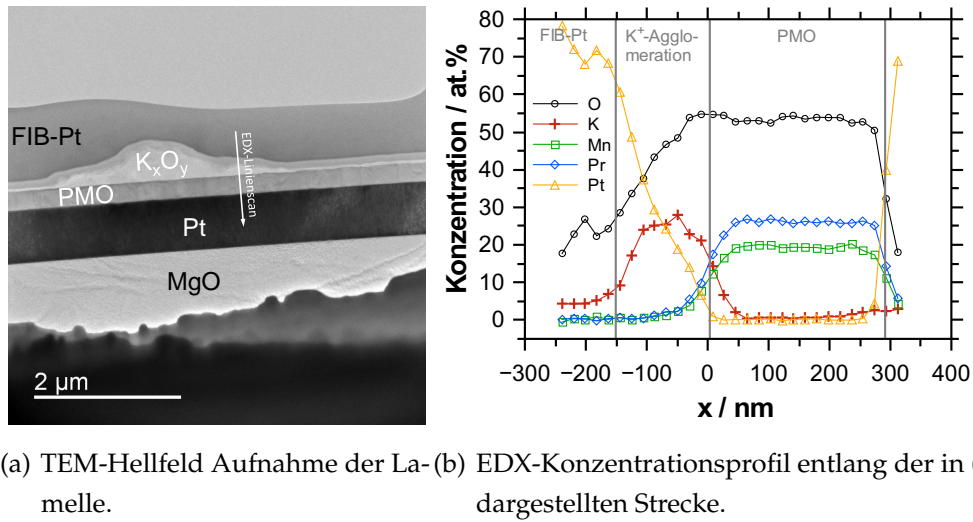 FIB-Pt
KxOy
EDX-Linienscan
PMO
Pt
MgO
2 µm
Konzentration / at.%
80
70
60
50
40
30
20
10
0
FIB-Pt
K⁺-Agglo-
meration
PMO
O
K
Mn
Pr
Pt
−300 −200 −100 0 100 200 300 400
x / nm
(a) TEM-Hellfeld Aufnahme der La-
melle.
(b) EDX-Konzentrationsprofil entlang der in
dargestellten Strecke.